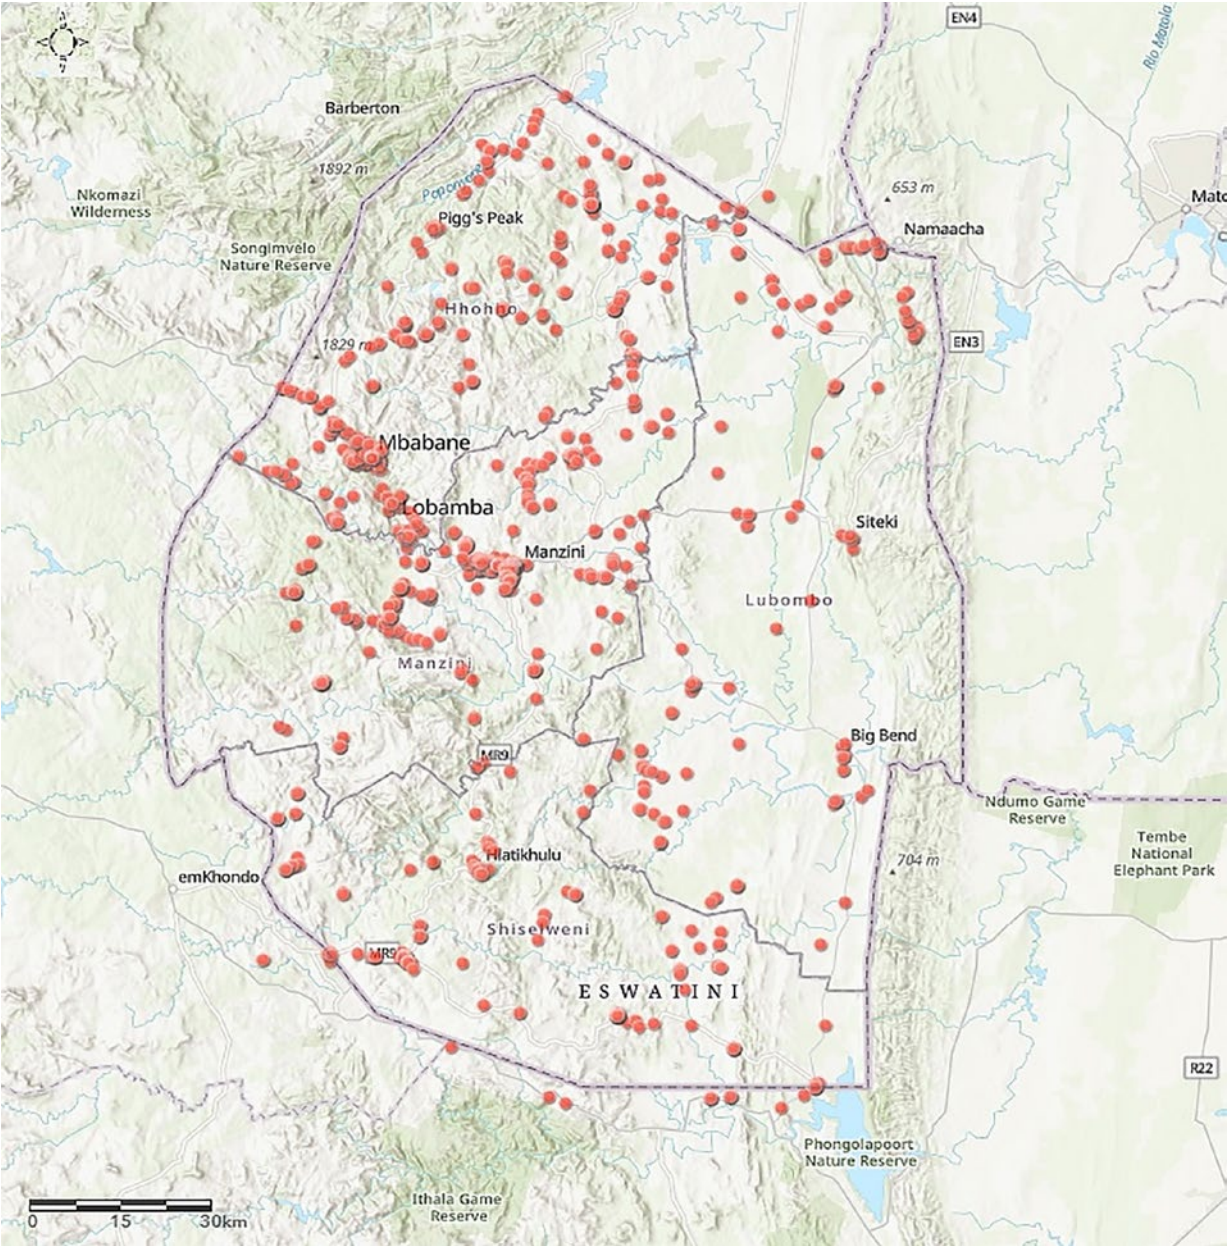 EN4
Rio Matola
Barberton
1892 m
Popomone
Nkomazi
Wilderness
653 m
Pigg's Peak
Namaacha
Songimvelo
Nature Reserve
Hhohho
1829 m
EN3
Mbabane
Lobamba
Siteki
Manzini
Lubombo
Manzini
Big Bend
MR9
Ndumo Game
Reserve
Tembe
National
Elephant Park
Hlatikhulu
704 m
emKhondo
Shiselweni
MR9
ESWATINI
R22
Phongolapoort
Nature Reserve
Ithala Game
Reserve
0 15 30km